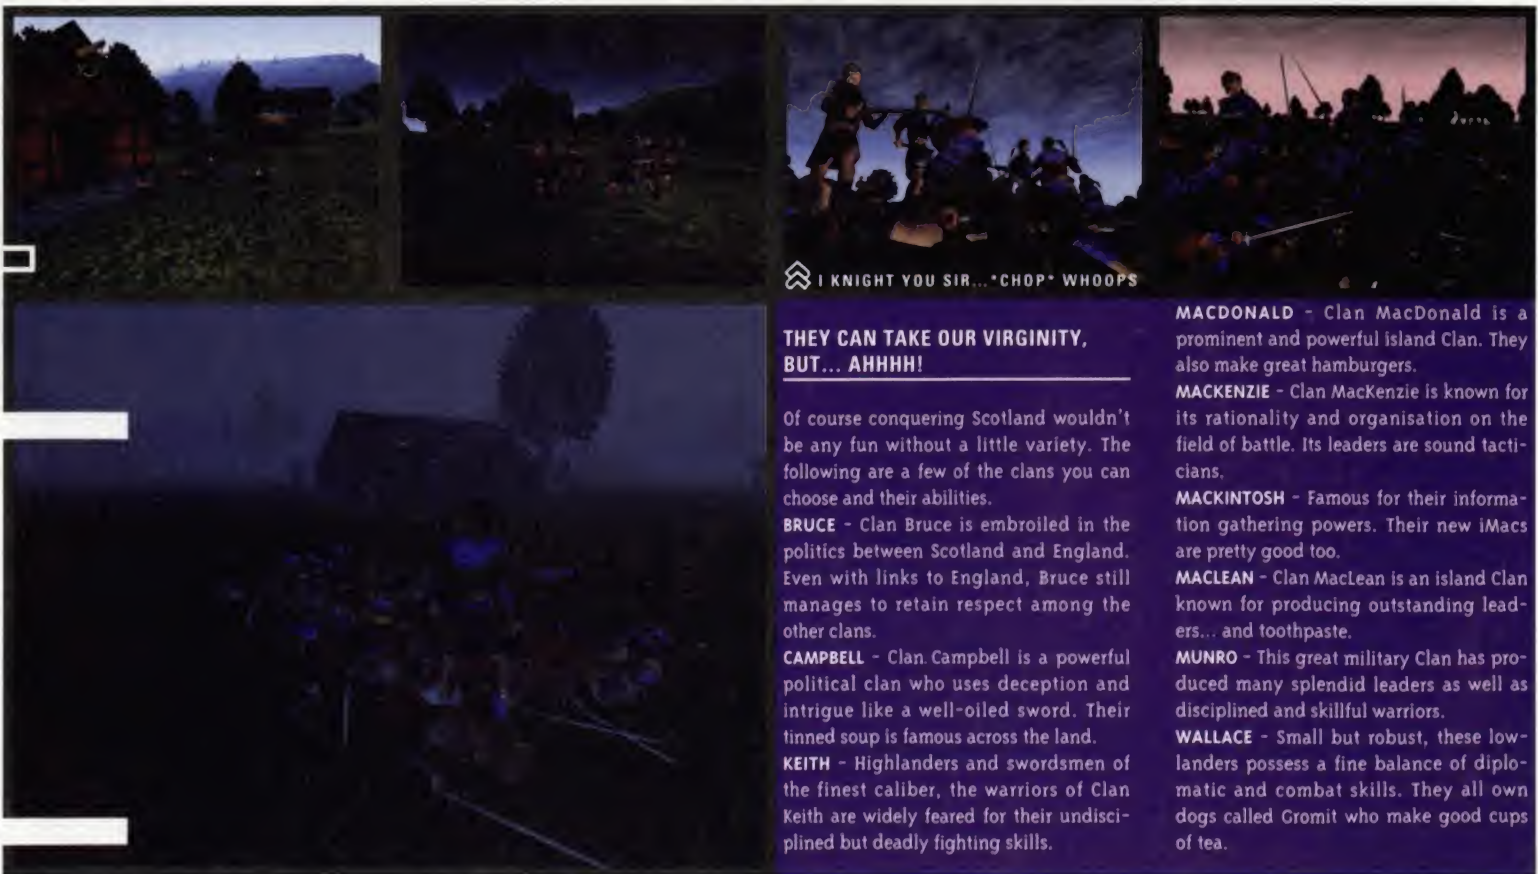 I KNIGHT YOU SIR... *CHOP* WHOOPS
THEY CAN TAKE OUR VIRGINITY,
BUT... AHHHH!
Of course conquering Scotland wouldn't
be any fun without a little variety. The
following are a few of the clans you can
choose and their abilities.
BRUCE - Clan Bruce is embroiled in the
politics between Scotland and England.
Even with links to England, Bruce still
manages to retain respect among the
other clans.
CAMPBELL - Clan Campbell is a powerful
political clan who uses deception and
intrigue like a well-oiled sword. Their
tinned soup is famous across the land.
KEITH - Highlanders and swordsmen of
the finest caliber, the warriors of Clan
Keith are widely feared for their undisci-
plined but deadly fighting skills.
MACDONALD - Clan MacDonald is a
prominent and powerful island Clan. They
also make great hamburgers.
MACKENZIE - Clan MacKenzie is known for
its rationality and organisation on the
field of battle. Its leaders are sound tacti-
cians.
MACKINTOSH - Famous for their informa-
tion gathering powers. Their new iMacs
are pretty good too.
MACLEAN - Clan MacLean is an island Clan
known for producing outstanding lead-
ers... and toothpaste.
MUNRO - This great military Clan has pro-
duced many splendid leaders as well as
disciplined and skillful warriors.
WALLACE - Small but robust, these low-
landers possess a fine balance of diplo-
matic and combat skills. They all own
dogs called Gromit who make good cups
of tea.